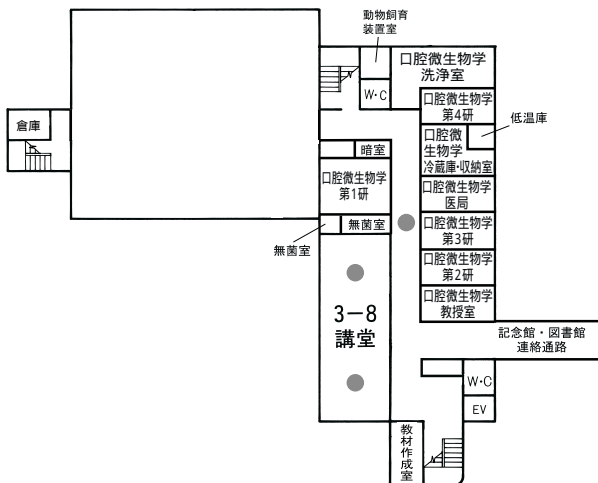 動物飼育
装置室
口腔微生物学
洗浄室
W・C
口腔微生物学
第4研
低温庫
倉庫
口腔微
生物学
冷蔵庫・収納室
暗室
口腔微生物学
第1研
口腔微生物学
医局
無菌室
無菌室
口腔微生物学
第3研
口腔微生物学
第2研
口腔微生物学
教授室
3－8
講堂
記念館・図書館
連絡通路
W・C
EV
教材作成室